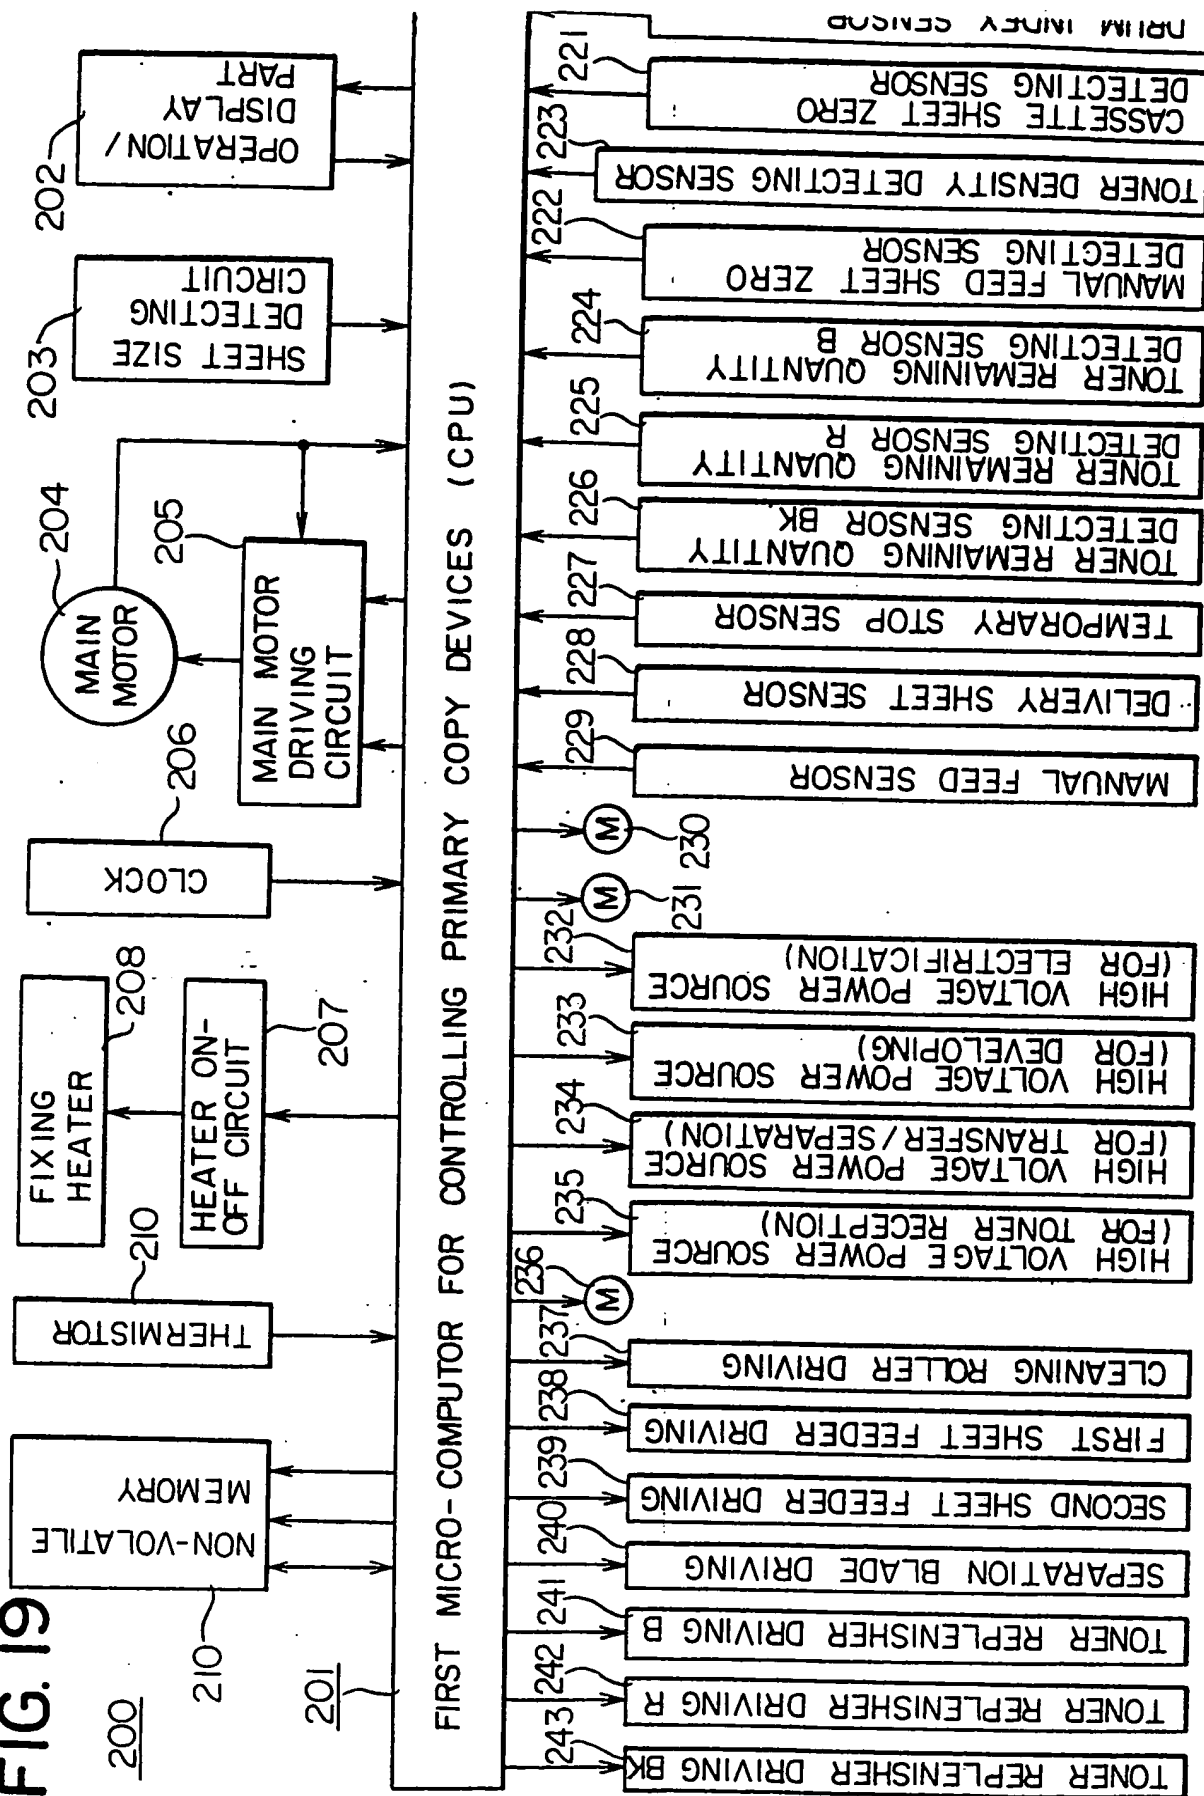 FIG. 19
200
210
NON-VOLATILE
MEMORY
THERMISTOR
210
FIXING
HEATER
208
HEATER ON-
OFF CIRCUIT
207
CLOCK
206
MAIN
MOTOR
204
MAIN MOTOR
DRIVING
CIRCUIT
205
SHEET SIZE
DETECTING
CIRCUIT
203
OPERATION/
DISPLAY
PART
202
201
FIRST MICRO-COMPUTOR FOR CONTROLLING PRIMARY COPY DEVICES (CPU)
243
TONER REPLENISHER DRIVING BK
242
TONER REPLENISHER DRIVING R
241
TONER REPLENISHER DRIVING B
240
SEPARATION BLADE DRIVING
239
SECOND SHEET FEEDER DRIVING
238
FIRST SHEET FEEDER DRIVING
237
CLEANING ROLLER DRIVING
236
M
235
HIGH VOLTAGE POWER SOURCE
(FOR TONER RECEPTION)
234
HIGH VOLTAGE POWER SOURCE
(FOR TRANSFER/SEPARATION)
233
HIGH VOLTAGE POWER SOURCE
(FOR DEVELOPING)
232
HIGH VOLTAGE POWER SOURCE
(FOR ELECTRIFICATION)
M
231
M
230
229
MANUAL FEED SENSOR
228
DELIVERY SHEET SENSOR
227
TEMPORARY STOP SENSOR
226
TONER REMAINING QUANTITY
DETECTING SENSOR BK
225
TONER REMAINING QUANTITY
DETECTING SENSOR R
224
TONER REMAINING QUANTITY
DETECTING SENSOR B
222
MANUAL FEED SHEET ZERO
DETECTING SENSOR
223
TONER DENSITY DETECTING SENSOR
221
CASSETTE SHEET ZERO
DETECTING SENSOR
DRUM INDEX SENSOR